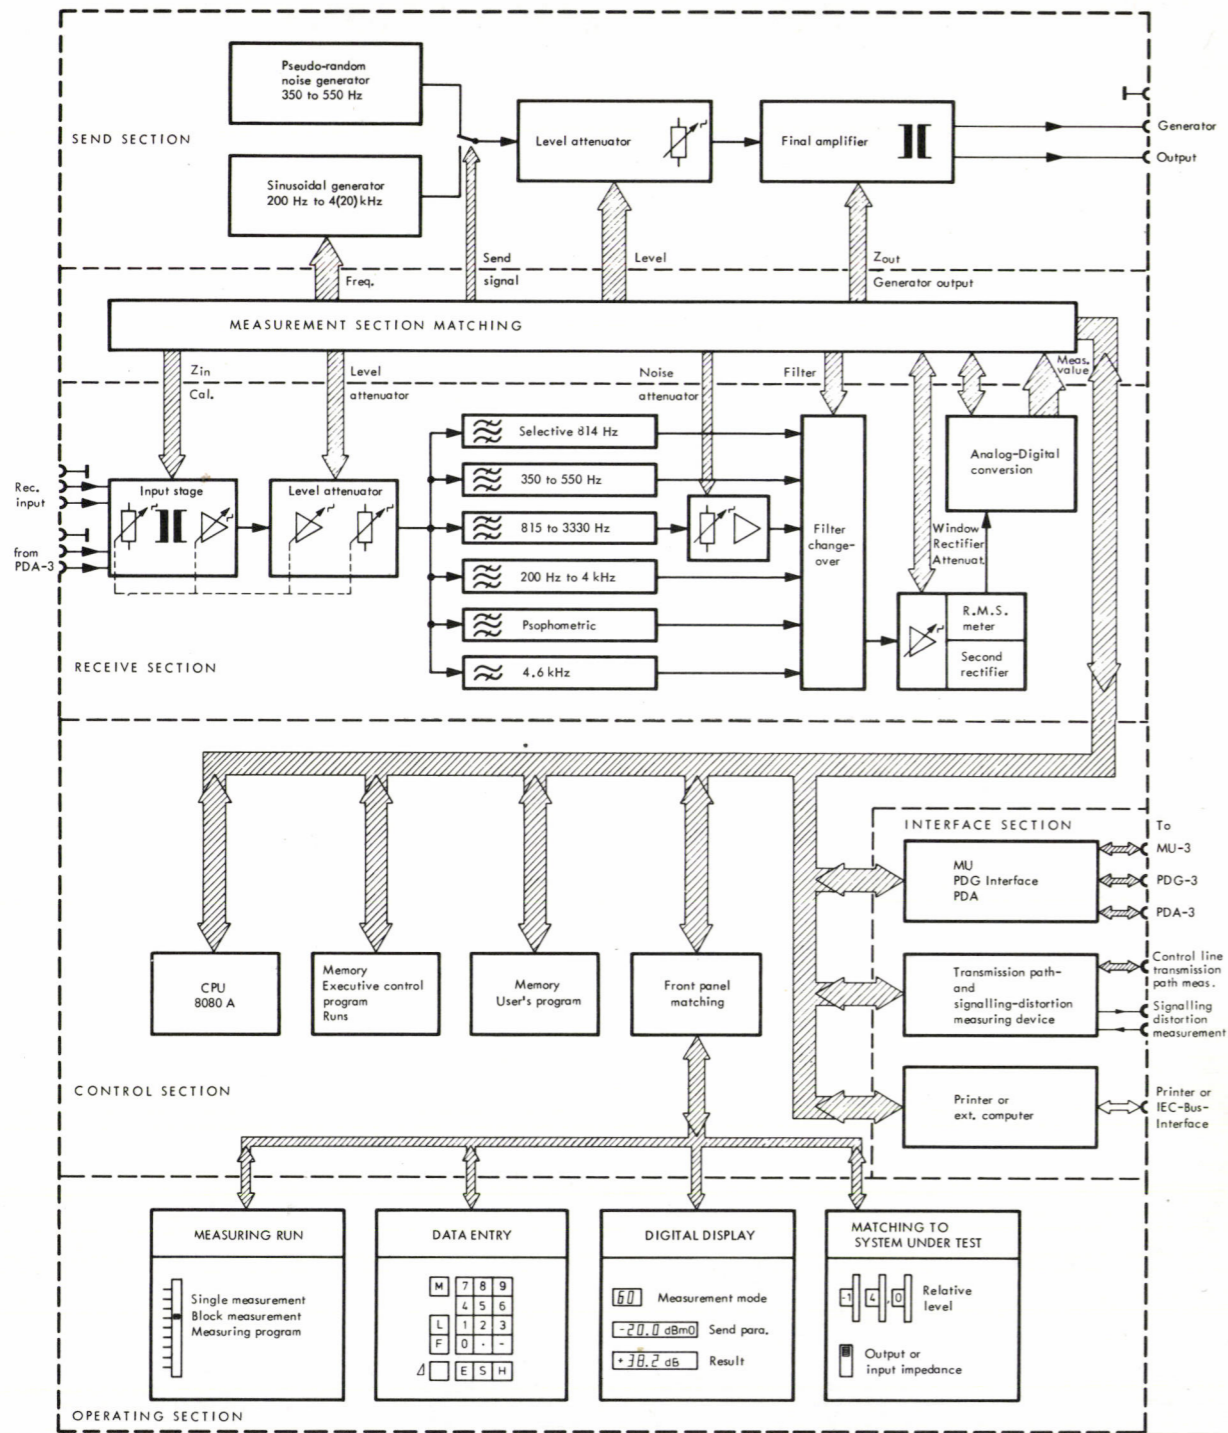 SEND SECTION
Pseudo-random
noise generator
350 to 550 Hz
Sinusoidal generator
200 Hz to 4(20) kHz
Level attenuator
Final amplifier
Generator
Output
Freq.
Send
signal
Level
Zout
Generator output
MEASUREMENT SECTION MATCHING
Zin
Cal.
Level
attenuator
Noise
attenuator
Filter
Meas.
value
Rec.
input
from
PDA-3
Input stage
Level attenuator
Selective 814 Hz
350 to 550 Hz
815 to 3330 Hz
200 Hz to 4 kHz
Psophometric
4.6 kHz
Filter
change-
over
Window
Rectifier
Attenuat.
Analog-Digital
conversion
R.M.S.
meter
Second
rectifier
RECEIVE SECTION
INTERFACE SECTION
To
MU
PDG Interface
PDA
MU-3
PDG-3
PDA-3
CPU
8080 A
Memory
Executive control
program
Runs
Memory
User's program
Front panel
matching
Transmission path-
and
signalling-distortion
measuring device
Control line
transmission
path meas.
Signalling
distortion
measurement
Printer or
ext. computer
Printer or
IEC-Bus-
Interface
CONTROL SECTION
MEASURING RUN
Single measurement
Block measurement
Measuring program
DATA ENTRY
M 7 8 9
4 5 6
L 1 2 3
F 0 . -
E S H
DIGITAL DISPLAY
60 Measurement mode
-20.0 dBm0 Send para.
+38.2 dB Result
MATCHING TO
SYSTEM UNDER TEST
-1 4 ,0 Relative
level
Output or
input impedance
OPERATING SECTION